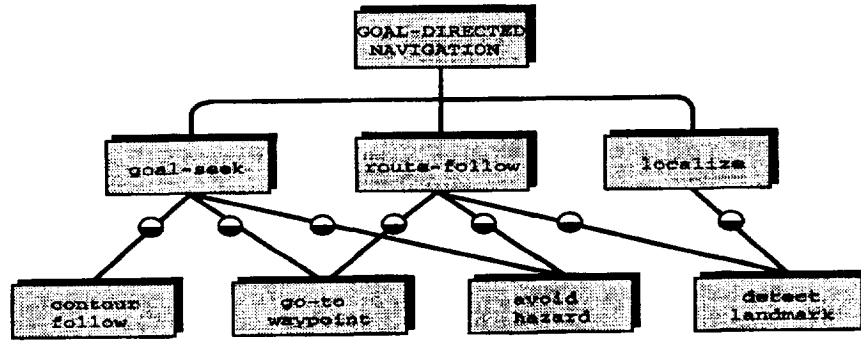 GOAL-DIRECTED
NAVIGATION
goal-seek
route-follow
localize
contour
follow
go-to
waypoint
avoid
hazard
detect
landmark